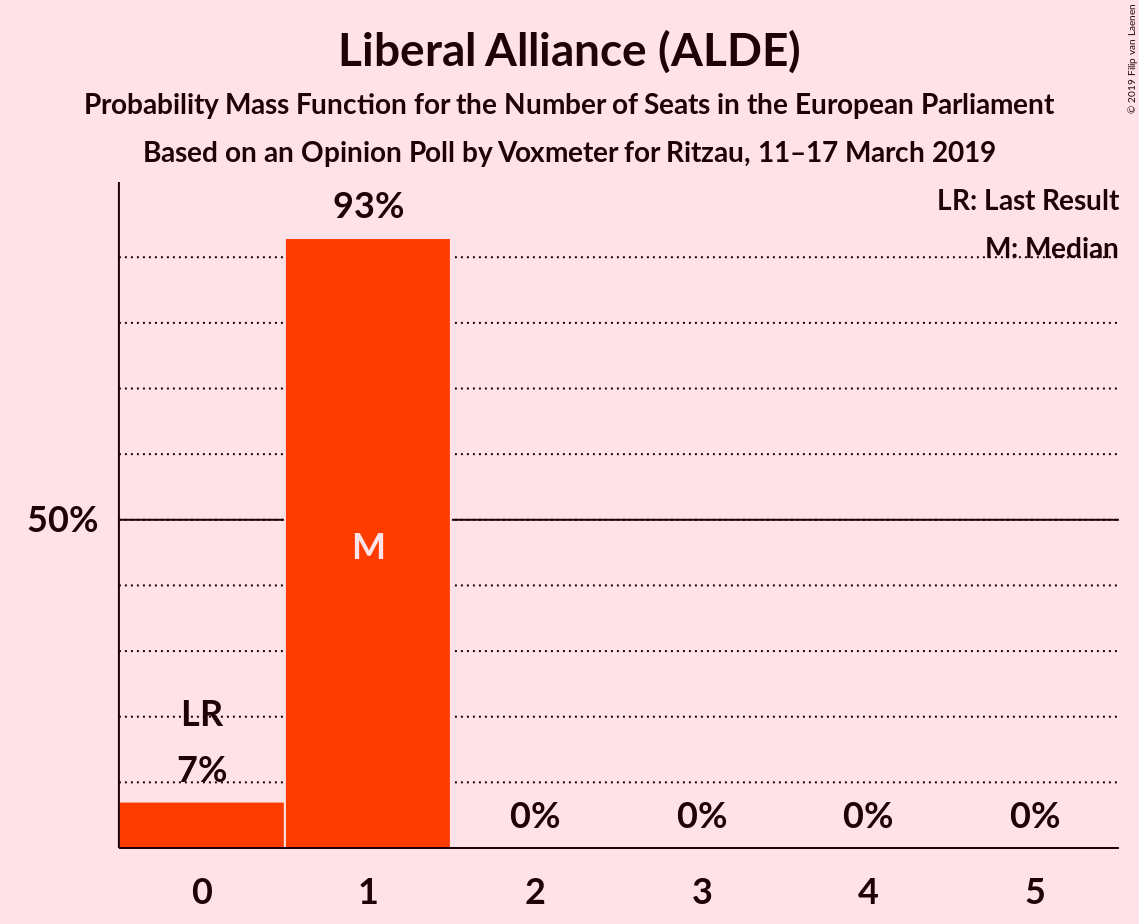 Liberal Alliance (ALDE)
Probability Mass Function for the Number of Seats in the European Parliament
Based on an Opinion Poll by Voxmeter for Ritzau, 11–17 March 2019
© 2019 Filip van Laenen
LR: Last Result
M: Median
93%
50%
M
LR
7%
0% 0% 0% 0%
0 1 2 3 4 5